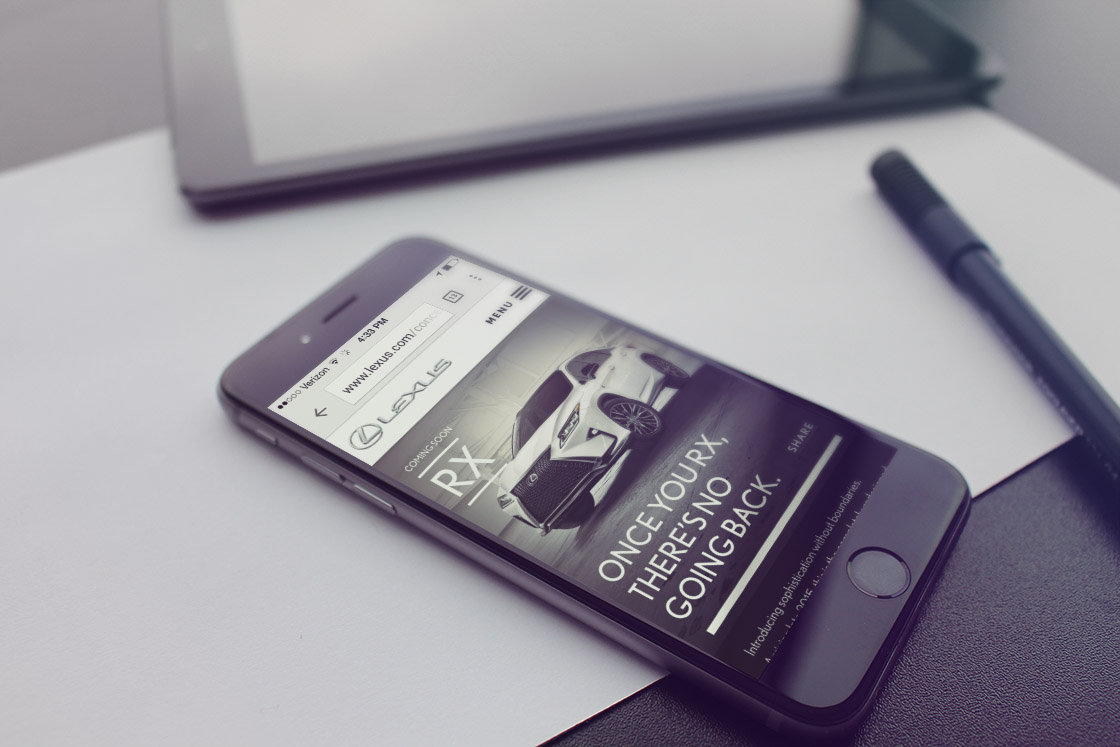 Verizon 4:33 PM
www.lexus.com/conc
LEXUS
MENU
COMING SOON
RX
ONCE YOU RX,
THERE'S NO
GOING BACK.
SHARE
Introducing sophistication without boundaries.